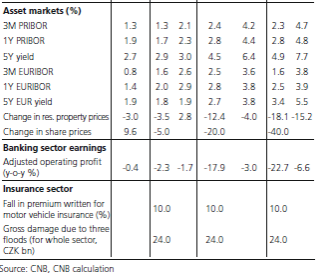 Asset markets (%)
3M PRIBOR 1.3 1.3 2.1 2.4 4.2 2.3 4.7
1Y PRIBOR 1.9 1.7 2.3 2.8 4.4 2.8 4.8
5Y yield 2.7 2.9 3.0 4.5 6.4 4.9 7.7
3M EURIBOR 0.8 1.6 2.6 2.5 3.6 1.6 3.8
1Y EURIBOR 1.4 2.0 2.9 2.8 3.8 2.5 3.9
5Y EUR yield 1.9 1.8 1.9 2.7 3.8 3.4 5.5
Change in res. property prices -3.0 -3.5 2.8 -12.4 -4.0 -18.1 -15.2
Change in share prices 9.6 -5.0 -20.0 -40.0
Banking sector earnings
Adjusted operating profit
(y-o-y %) -0.4 -2.3 -1.7 -17.9 -3.0 -22.7 -6.6
Insurance sector
Fall in premium written for
motor vehicle insurance (%) 10.0 10.0 10.0
Gross damage due to three
floods (for whole sector, 24.0 24.0 24.0
CZK bn)
Source: CNB, CNB calculation